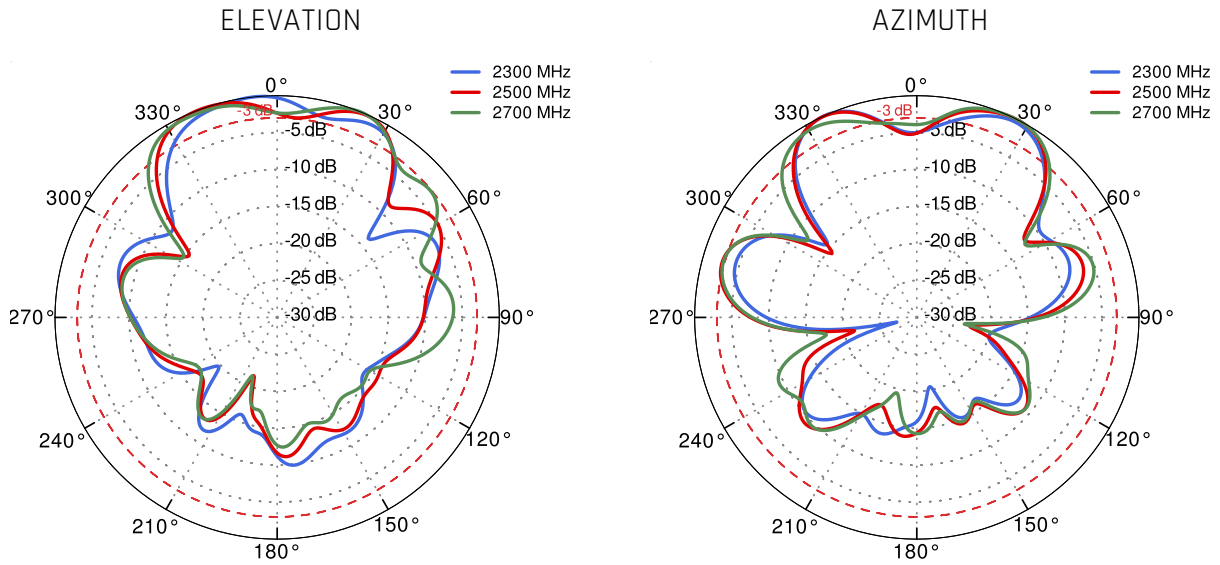 ELEVATION
2300 MHz
2500 MHz
2700 MHz
0°
330°
30°
-3 dB
-5 dB
-10 dB
300°
60°
-15 dB
-20 dB
-25 dB
270°
-30 dB
90°
240°
120°
210°
150°
180°
AZIMUTH
2300 MHz
2500 MHz
2700 MHz
0°
330°
30°
-3 dB
-5 dB
-10 dB
300°
60°
-15 dB
-20 dB
-25 dB
270°
-30 dB
90°
240°
120°
210°
150°
180°